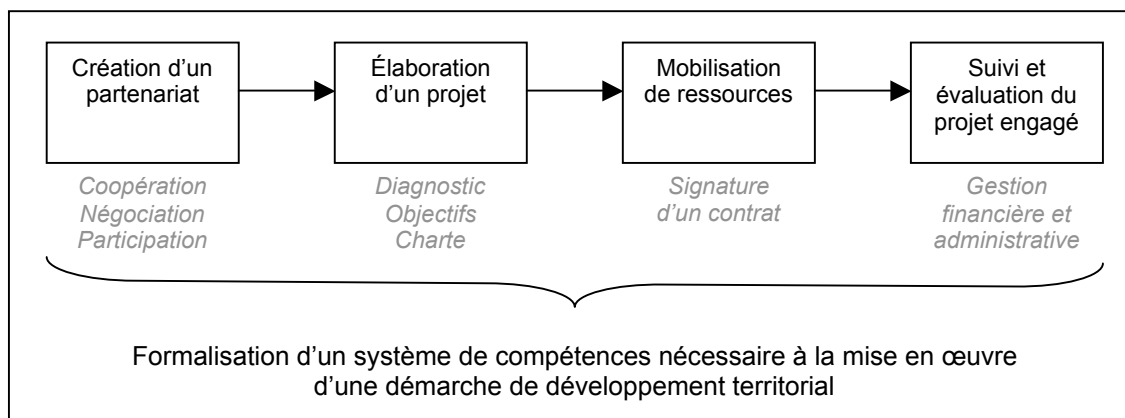 Création d’un
partenariat
Élaboration
d’un projet
Mobilisation
de ressources
Suivi et
évaluation du
projet engagé
Coopération
Négociation
Participation
Diagnostic
Objectifs
Charte
Signature
d’un contrat
Gestion
financière et
administrative
Formalisation d’un système de compétences nécessaire à la mise en œuvre
d’une démarche de développement territorial